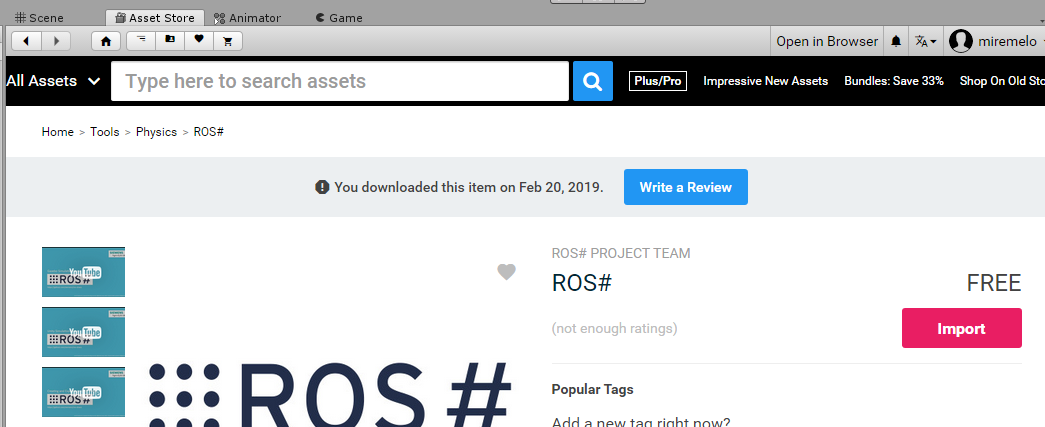 Scene Asset Store Animator Game
Open in Browser miremelo
All Assets Type here to search assets Plus/Pro Impressive New Assets Bundles: Save 33% Shop On Old Sto
Home > Tools > Physics > ROS#
You downloaded this item on Feb 20, 2019. Write a Review
ROS# PROJECT TEAM
ROS# FREE
(not enough ratings) Import
Popular Tags
Add a new tag right now?
YouTube
ROS#
YouTube
ROS#
YouTube
ROS#
ROS#